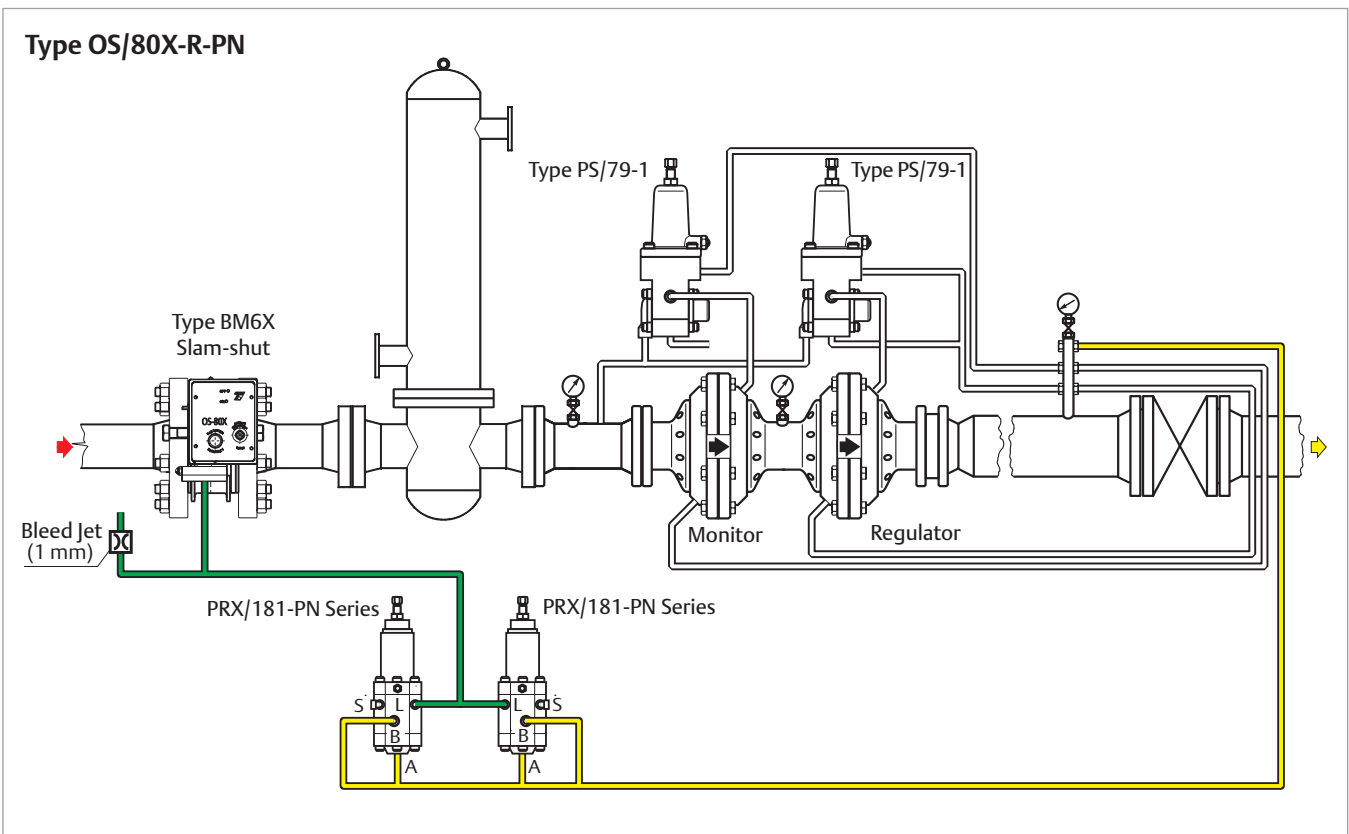 Type OS/80X-R-PN
Type PS/79-1
Type PS/79-1
Type BM6X
Slam-shut
OS-80X
Monitor
Regulator
Bleed Jet
(1 mm)
PRX/181-PN Series
PRX/181-PN Series
S
L
L
S
B
B
A
A